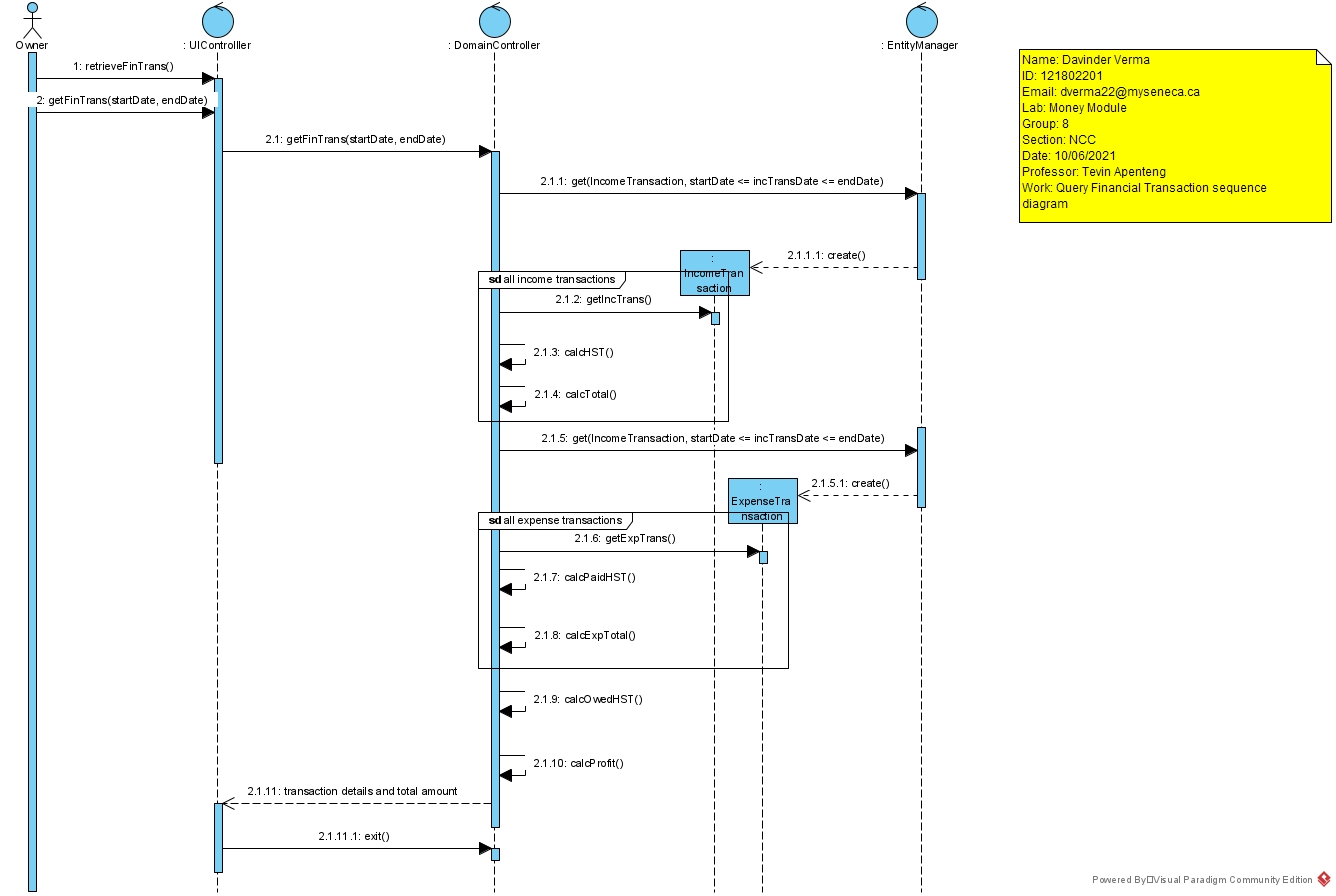 Owner
: UIControlller
: DomainController
: EntityManager
1: retrieveFinTrans()
2: getFinTrans(startDate, endDate)
2.1: getFinTrans(startDate, endDate)
2.1.1: get(IncomeTransaction, startDate <= incTransDate <= endDate)
2.1.1.1: create()
:
IncomeTran
saction
sd all income transactions
2.1.2: getIncTrans()
2.1.3: calcHST()
2.1.4: calcTotal()
2.1.5: get(IncomeTransaction, startDate <= incTransDate <= endDate)
2.1.5.1: create()
:
ExpenseTra
nsaction
sd all expense transactions
2.1.6: getExpTrans()
2.1.7: calcPaidHST()
2.1.8: calcExpTotal()
2.1.9: calcOwedHST()
2.1.10: calcProfit()
2.1.11: transaction details and total amount
2.1.11.1: exit()
Name: Davinder Verma
ID: 121802201
Email: dverma22@myseneca.ca
Lab: Money Module
Group: 8
Section: NCC
Date: 10/06/2021
Professor: Tevin Apenteng
Work: Query Financial Transaction sequence
diagram
Powered By Visual Paradigm Community Edition